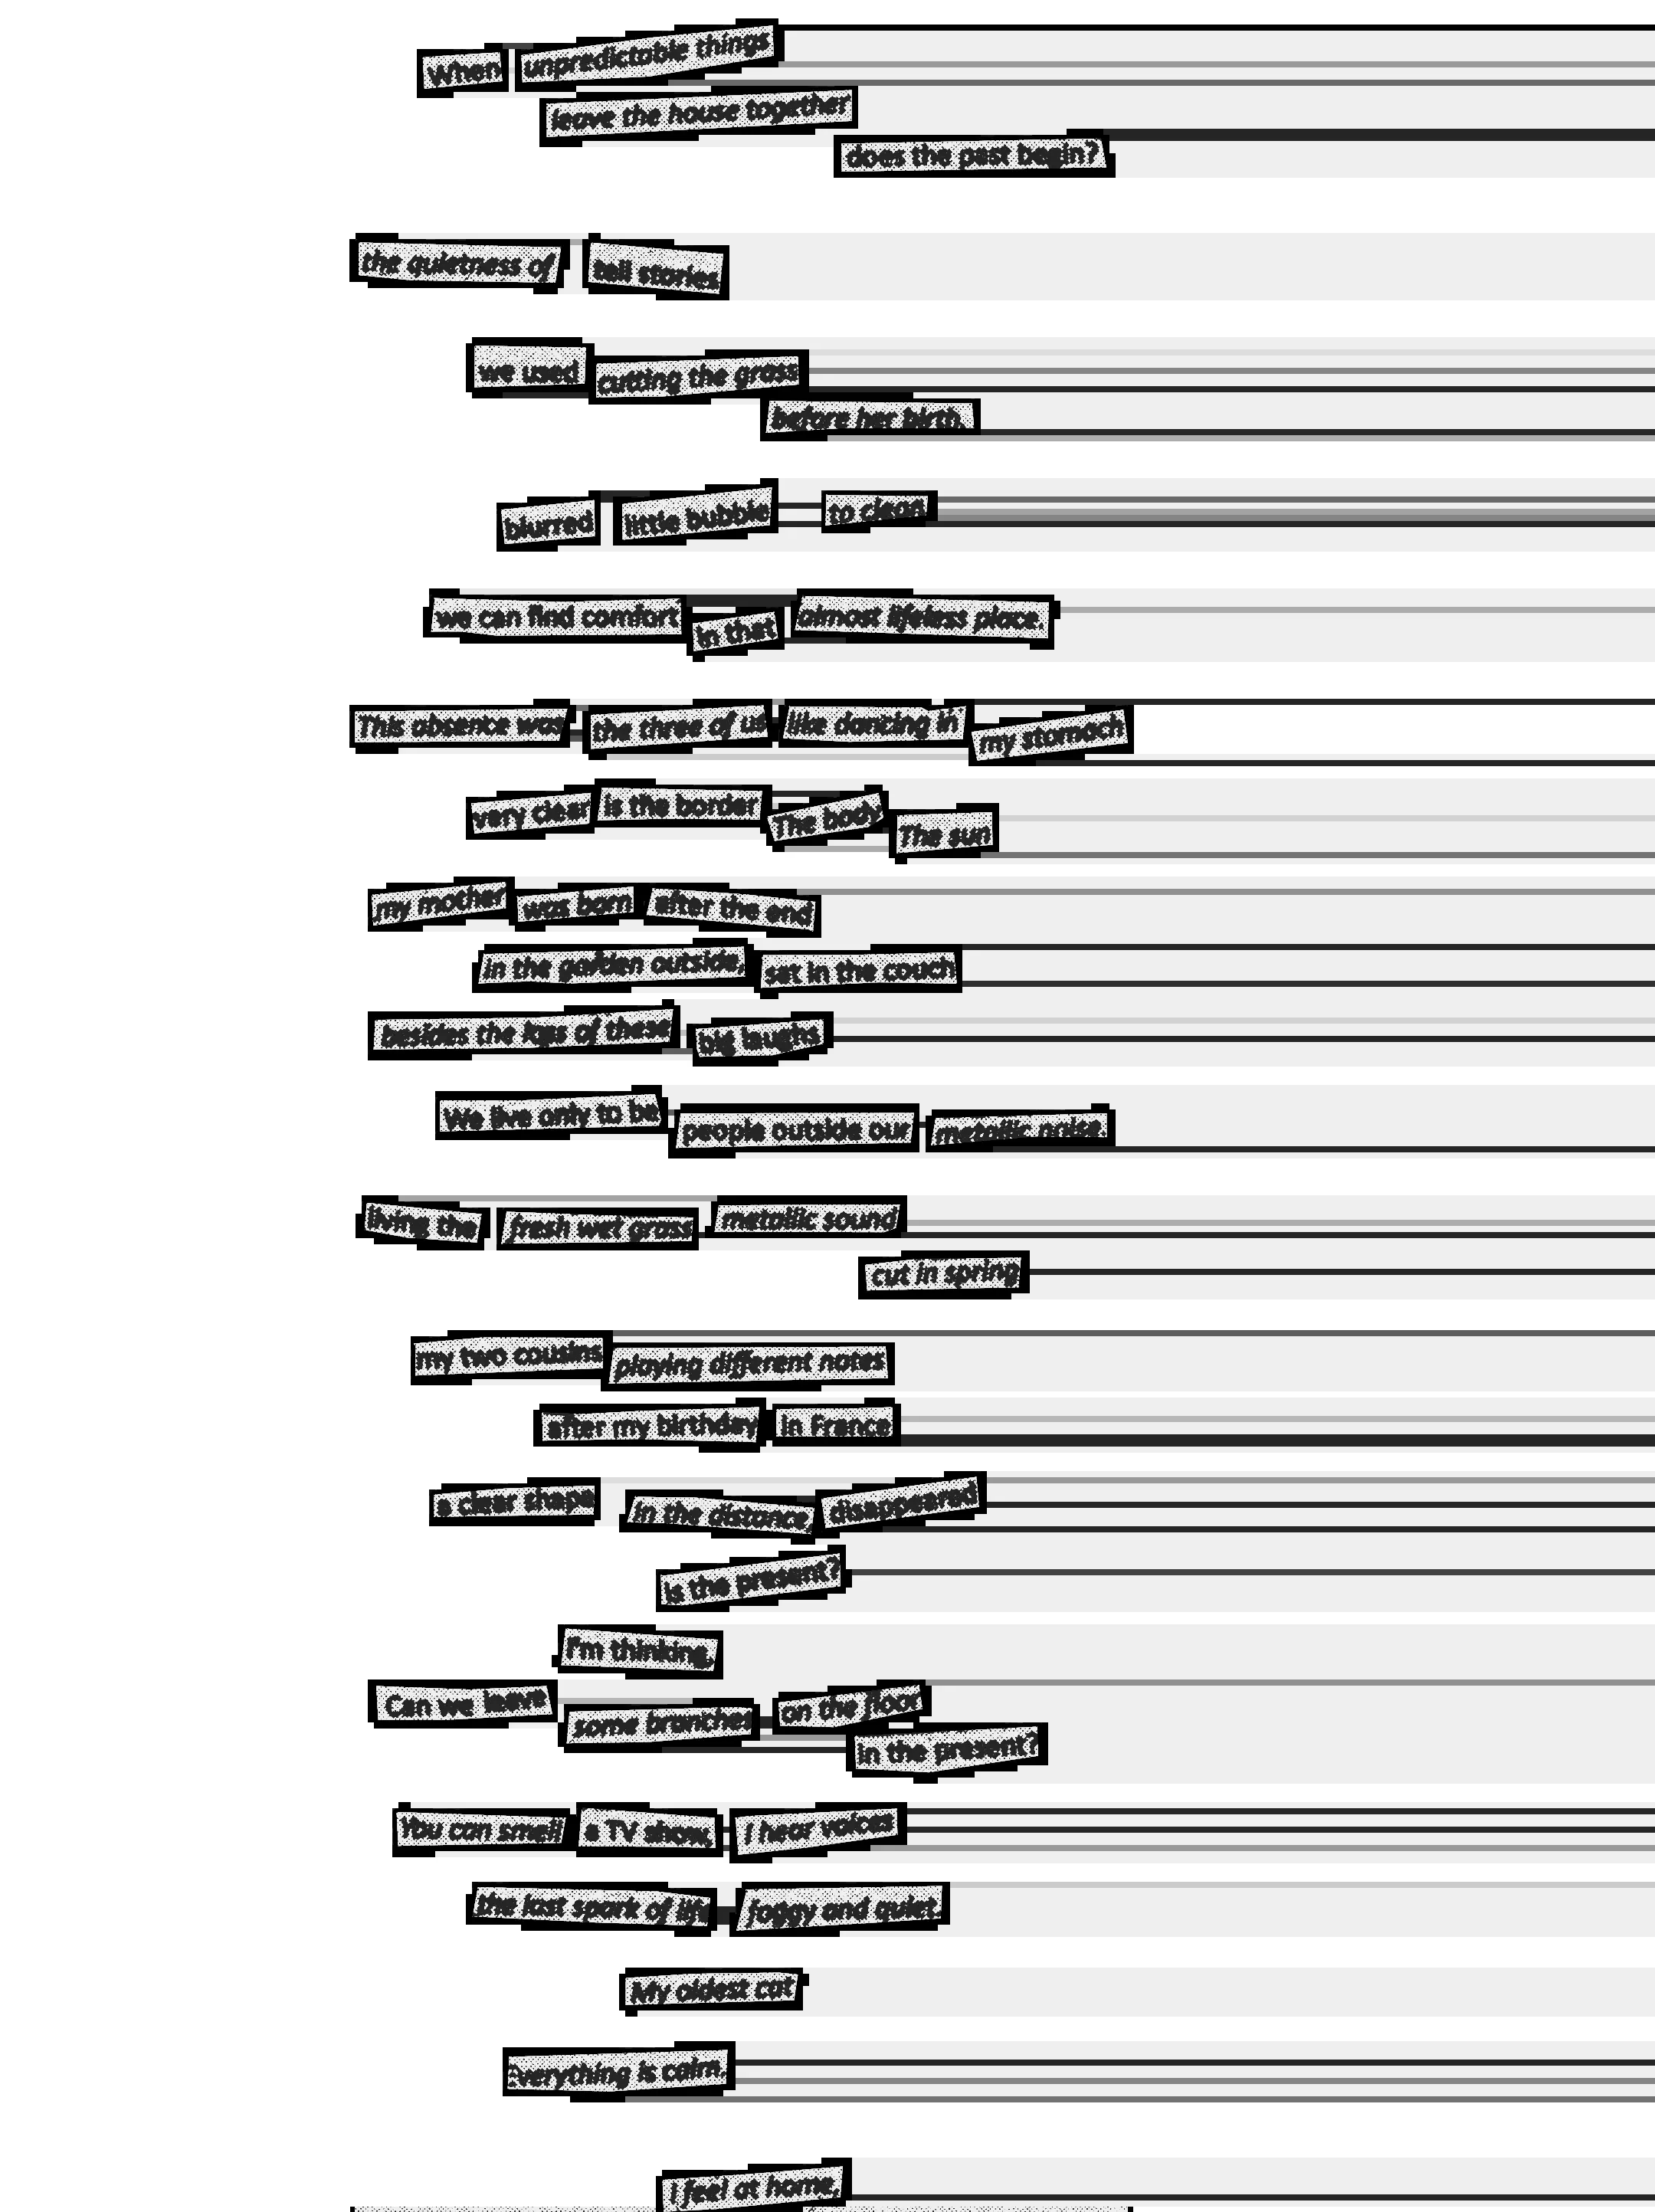 When unpredictable things
leave the house together
does the past begin?
the quietness of tell stories.
we used cutting the grass
before her birth.
blurred little bubble to clean
we can find comfort in that almost lifeless place.
This absence was the three of us like dancing in my stomach
very clear is the border The body The sun
my mother was born after the end
in the garden outside, sat in the couch
besides the legs of these big laughs
We live only to be people outside our metallic noise.
living the fresh wet grass metallic sound
cut in spring
my two cousins playing different notes
after my birthday in France
a clear shape in the distance, disappeared
is the present?
I'm thinking.
Can we leave some branches on the floor
in the present?
You can smell a TV show, I hear voices
the last spark of life foggy and quiet.
My oldest cat
Everything is calm.
I feel at home.